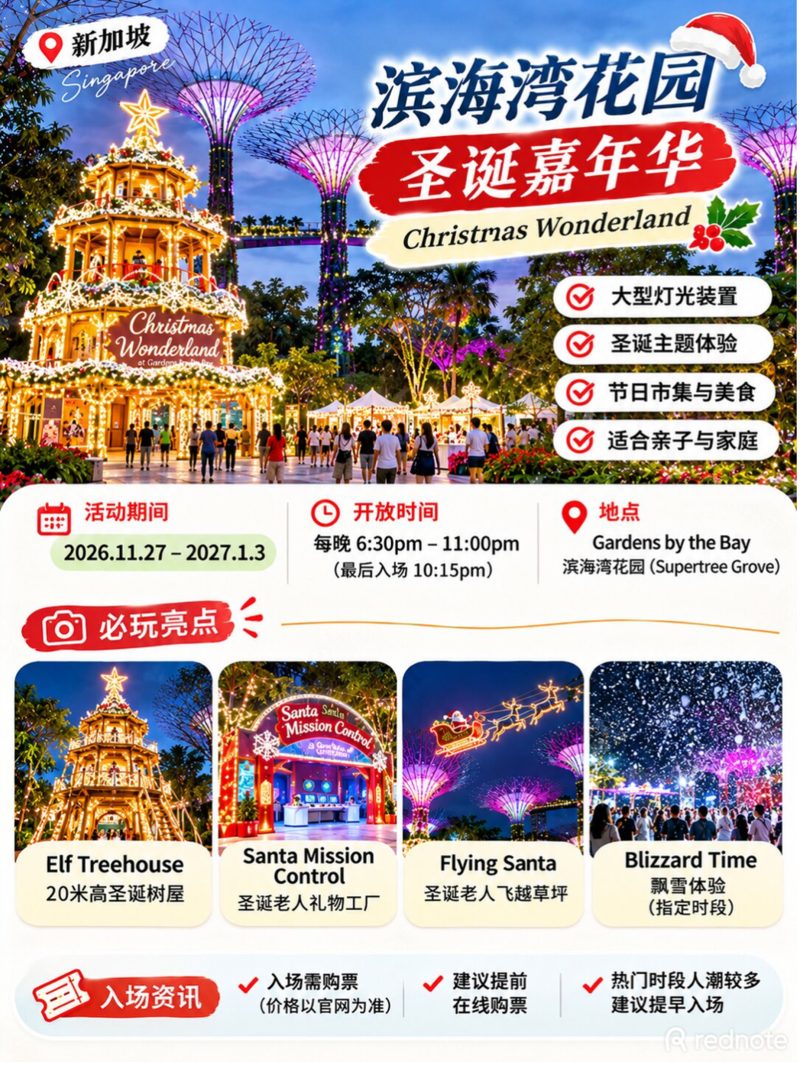 新加坡
Singapore
滨海湾花园
圣诞嘉年华
Christmas Wonderland
Christmas
Wonderland
at Gardens by the Bay
大型灯光装置
圣诞主题体验
节日市集与美食
适合亲子与家庭
活动期间
2026.11.27 – 2027.1.3
开放时间
每晚 6:30pm – 11:00pm
（最后入场 10:15pm）
地点
Gardens by the Bay
滨海湾花园（Supertree Grove）
必玩亮点
Santa Santa
Mission Control
Elf Treehouse
20米高圣诞树屋
Santa Mission
Control
圣诞老人礼物工厂
Flying Santa
圣诞老人飞越草坪
Blizzard Time
飘雪体验
（指定时段）
入场资讯
入场需购票
（价格以官网为准）
建议提前
在线购票
热门时段人潮较多
建议提早入场
rednote